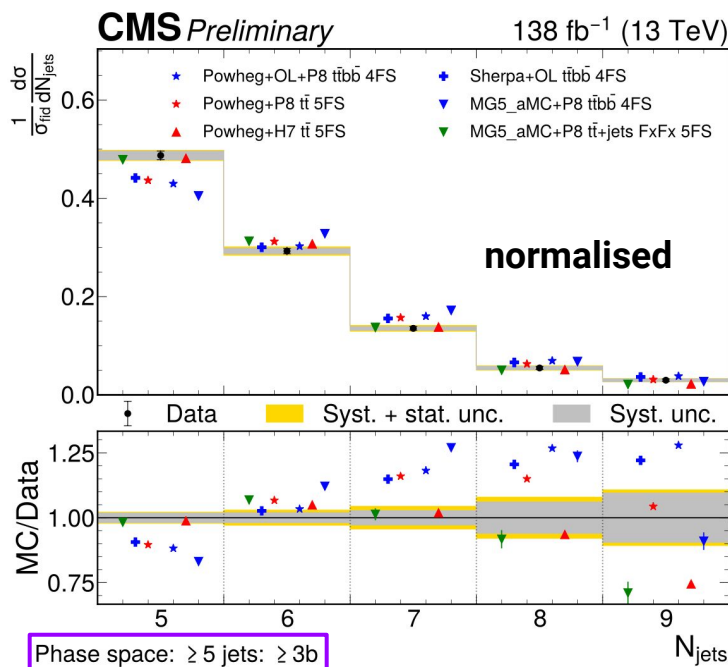 CMS Preliminary 138 fb⁻¹ (13 TeV)
1/σfid dσ/dNjets
Powheg+OL+P8 tt̄bb̄ 4FS
Powheg+P8 tt̄ 5FS
Powheg+H7 tt̄ 5FS
Sherpa+OL tt̄bb̄ 4FS
MG5_aMC+P8 tt̄bb̄ 4FS
MG5_aMC+P8 tt̄+jets FxFx 5FS
0.6
0.4
0.2
0.0
normalised
Data Syst. + stat. unc. Syst. unc.
MC/Data
1.25
1.00
0.75
5 6 7 8 9
Njets
Phase space: ≥ 5 jets: ≥ 3b